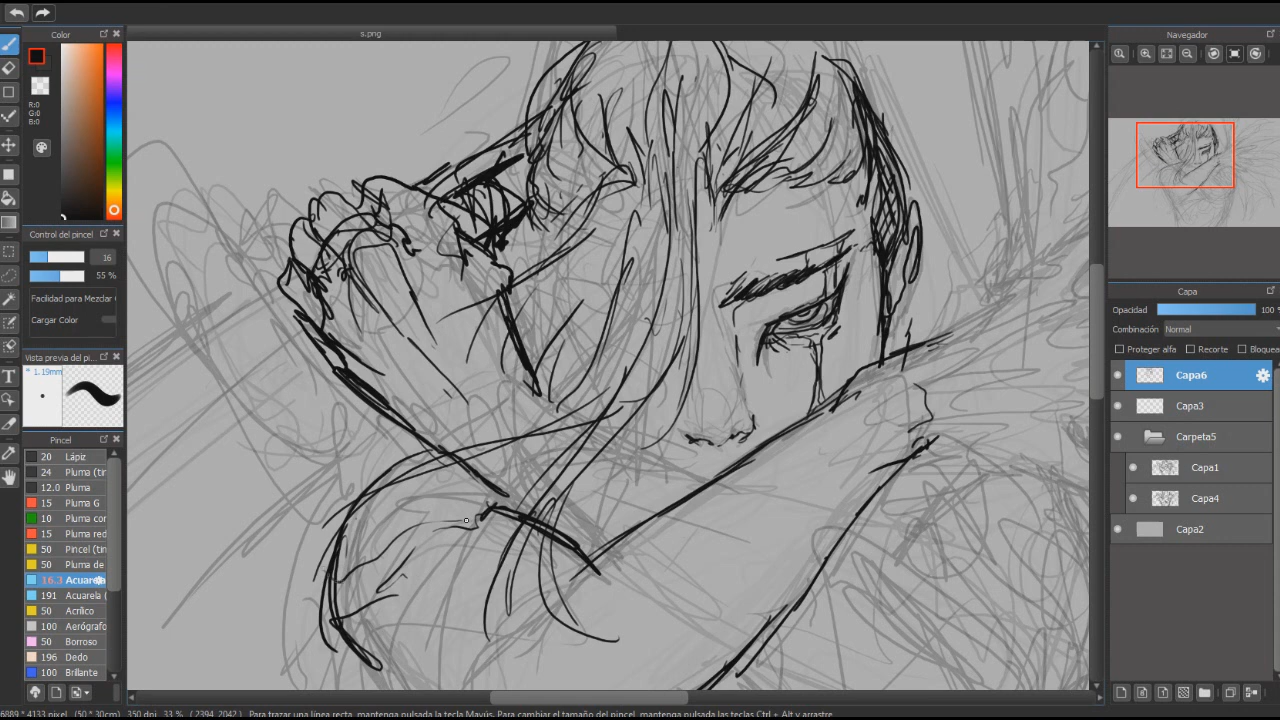 s.png
Color
R:0
G:0
B:0
Control del pincel
16
55 %
Facilidad para Mezclar
Cargar Color
Vista previa del pi...
* 1.19mm
Pincel
20 Lápiz
24 Pluma (tir
12.0 Pluma
15 Pluma G
10 Pluma con
15 Pluma red
50 Pincel (tin
50 Pluma de
16.3 Acuarela
191 Acuarela (
50 Acrílico
100 Aerógrafo
50 Borroso
196 Dedo
100 Brillante
Navegador
Capa
Opacidad 100 %
Combinación Normal
Proteger alfa Recorte Bloquea
Capa6
Capa3
Carpeta5
Capa1
Capa4
Capa2
6889 * 4133 pixel (50 * 30cm) 350 dpi 33 % ( 2394, 2042 ) Para trazar una línea recta, mantenga pulsada la tecla Mayús. Para cambiar el tamaño del pincel, mantenga pulsadas las teclas Ctrl + Alt y arrastre